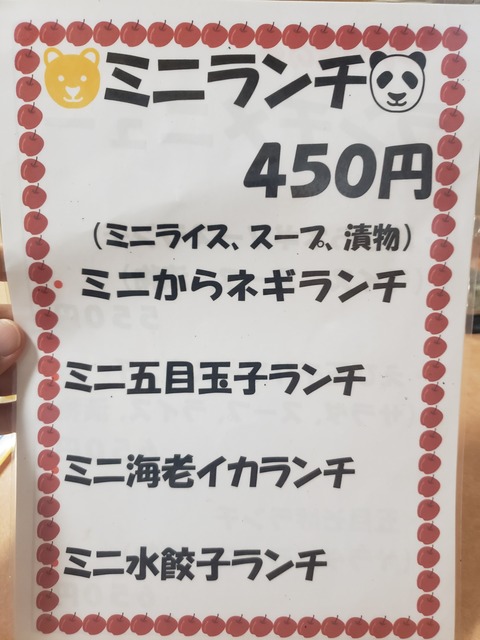 ミニランチ
450円
(ミニライス、スープ、漬物)
ミニからネギランチ
ミニ五目玉子ランチ
ミニ海老イカランチ
ミニ水餃子ランチ